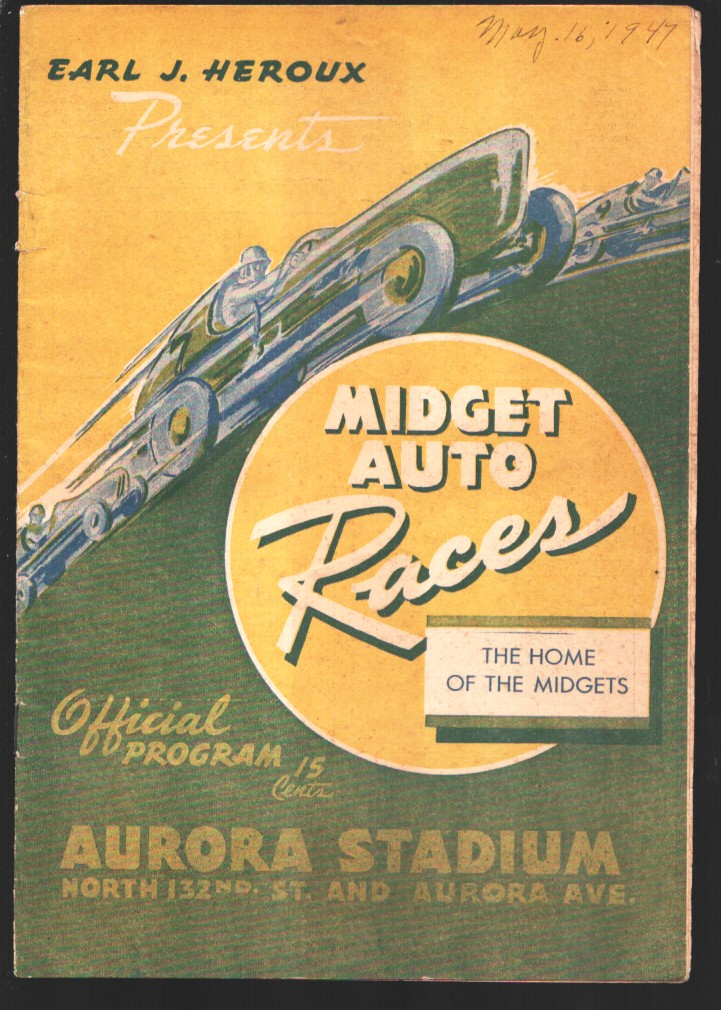 May. 16, 1947
EARL J. HEROUX
Presents
MIDGET
AUTO
Races
THE HOME
OF THE MIDGETS
Official
PROGRAM 15
Cents
AURORA STADIUM
NORTH 132ND. ST. AND AURORA AVE.